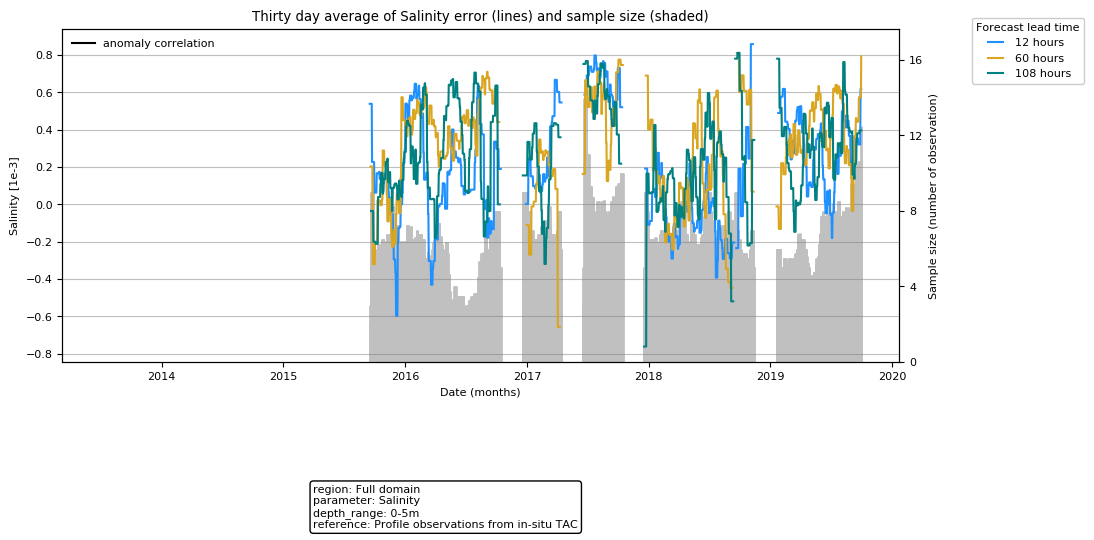 Thirty day average of Salinity error (lines) and sample size (shaded)
anomaly correlation
Forecast lead time
12 hours
60 hours
108 hours
Salinity [1e-3]
0.8
0.6
0.4
0.2
0.0
−0.2
−0.4
−0.6
−0.8
Sample size (number of observation)
16
12
8
4
0
2014 2015 2016 2017 2018 2019 2020
Date (months)
region: Full domain
parameter: Salinity
depth_range: 0-5m
reference: Profile observations from in-situ TAC